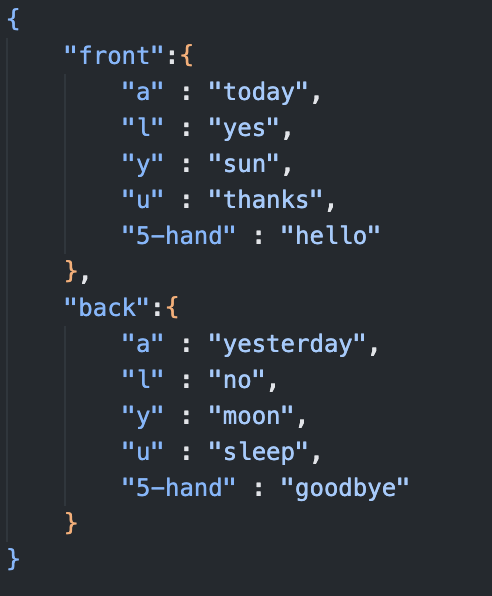 {
    "front":{
        "a" : "today",
        "l" : "yes",
        "y" : "sun",
        "u" : "thanks",
        "5-hand" : "hello"
    },
    "back":{
        "a" : "yesterday",
        "l" : "no",
        "y" : "moon",
        "u" : "sleep",
        "5-hand" : "goodbye"
    }
}